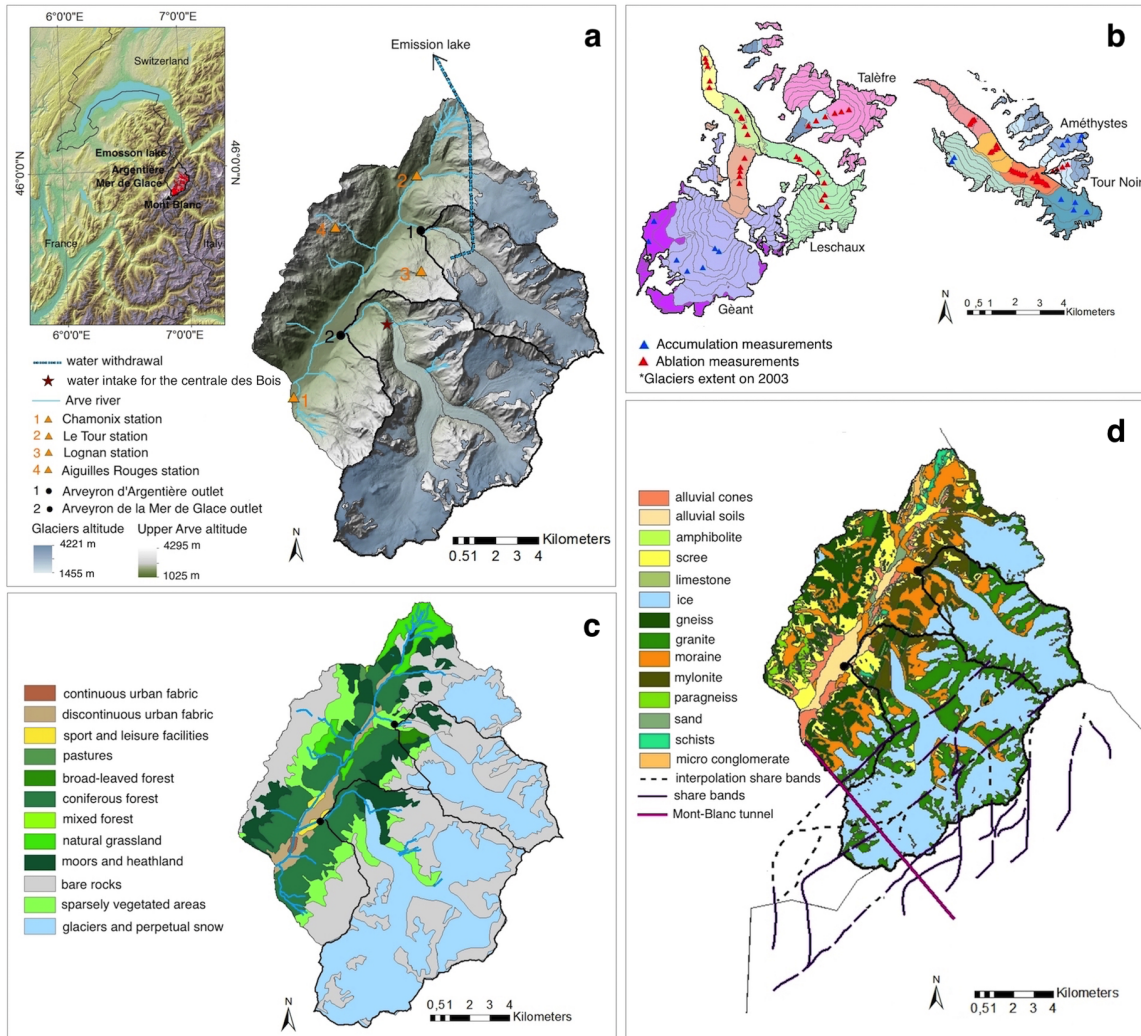 a
6°0'0"E
7°0'0"E
Switzerland
46°0'0"N
46°0'0"N
Emosson lake
Argentière
Mer de Glace
Mont Blanc
France
Italy
6°0'0"E
7°0'0"E
Emission lake
2
4
1
3
2
1
water withdrawal
water intake for the centrale des Bois
Arve river
1 Chamonix station
2 Le Tour station
3 Lognan station
4 Aiguilles Rouges station
1 Arveyron d'Argentière outlet
2 Arveyron de la Mer de Glace outlet
Glaciers altitude
Upper Arve altitude
4221 m
1455 m
4295 m
1025 m
N
Kilometers
0.51 2 3 4
b
Talèfre
Améthystes
Tour Noir
Leschaux
Gèant
N
0,5 1 2 3 4
Kilometers
Accumulation measurements
Ablation measurements
*Glaciers extent on 2003
c
continuous urban fabric
discontinuous urban fabric
sport and leisure facilities
pastures
broad-leaved forest
coniferous forest
mixed forest
natural grassland
moors and heathland
bare rocks
sparsely vegetated areas
glaciers and perpetual snow
N
Kilometers
0,51 2 3 4
d
alluvial cones
alluvial soils
amphibolite
scree
limestone
ice
gneiss
granite
moraine
mylonite
paragneiss
sand
schists
micro conglomerate
interpolation share bands
share bands
Mont-Blanc tunnel
N
Kilometers
0,51 2 3 4